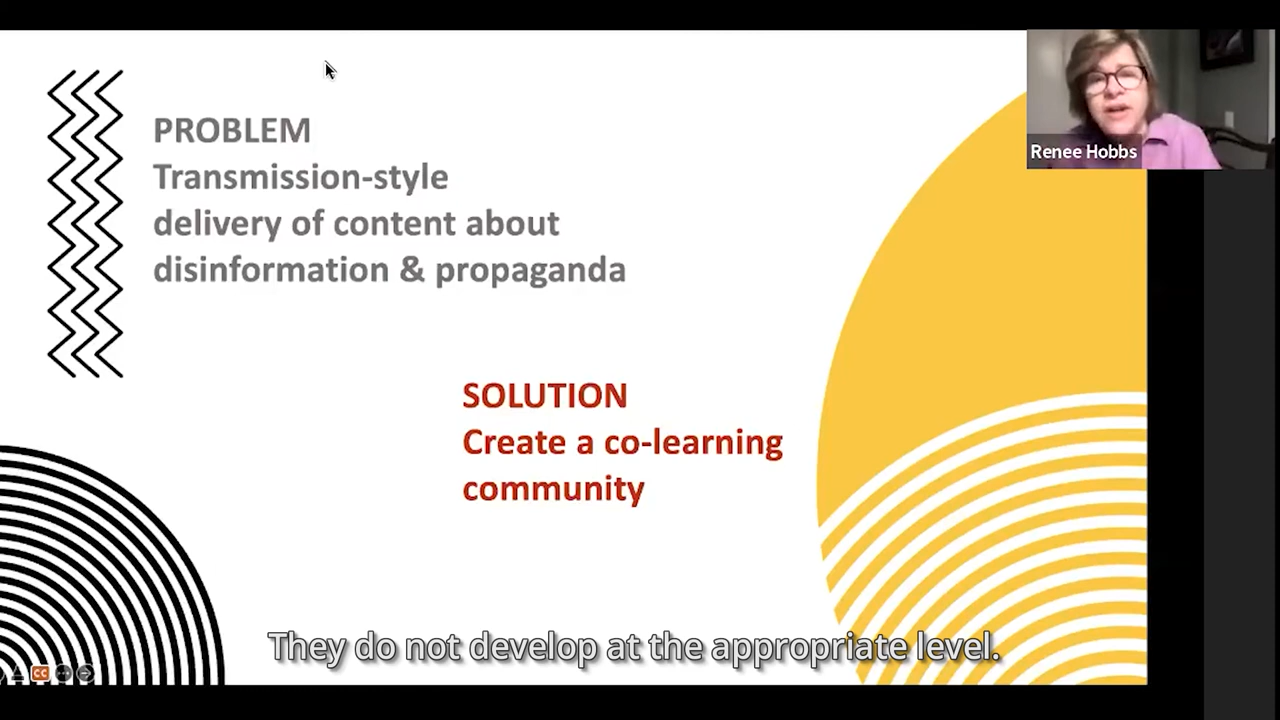 PROBLEM
Transmission-style
delivery of content about
disinformation & propaganda
SOLUTION
Create a co-learning
community
Renee Hobbs
They do not develop at the appropriate level.
CC